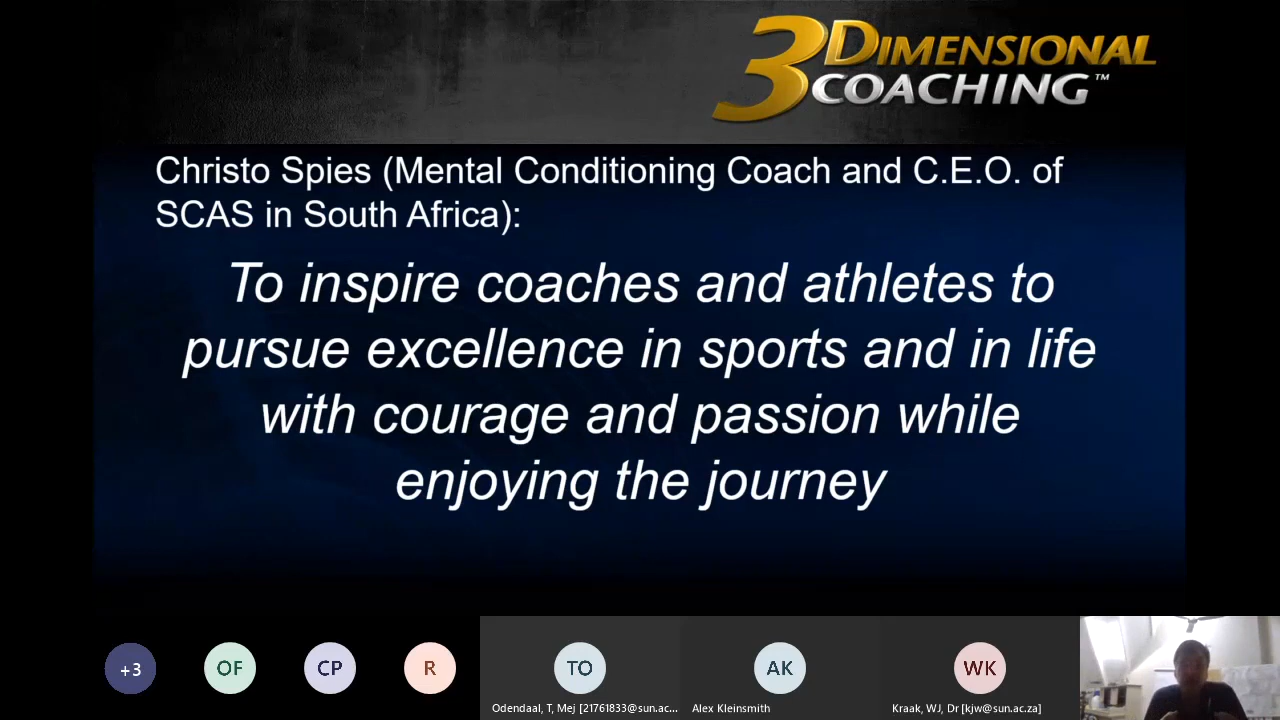 3DIMENSIONAL
COACHING™
Christo Spies (Mental Conditioning Coach and C.E.O. of
SCAS in South Africa):
To inspire coaches and athletes to
pursue excellence in sports and in life
with courage and passion while
enjoying the journey
+3
OF
CP
R
TO
AK
WK
Odendaal, T, Mej [21761833@sun.ac...
Alex Kleinsmith
Kraak, WJ, Dr [kjw@sun.ac.za]